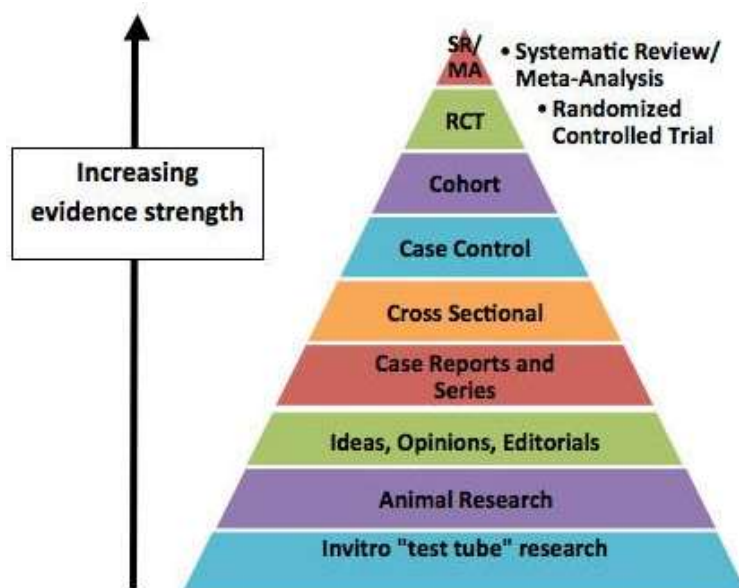 SR/
MA
• Systematic Review/
Meta-Analysis
RCT
• Randomized
Controlled Trial
Increasing
evidence strength
Cohort
Case Control
Cross Sectional
Case Reports and
Series
Ideas, Opinions, Editorials
Animal Research
Invitro "test tube" research